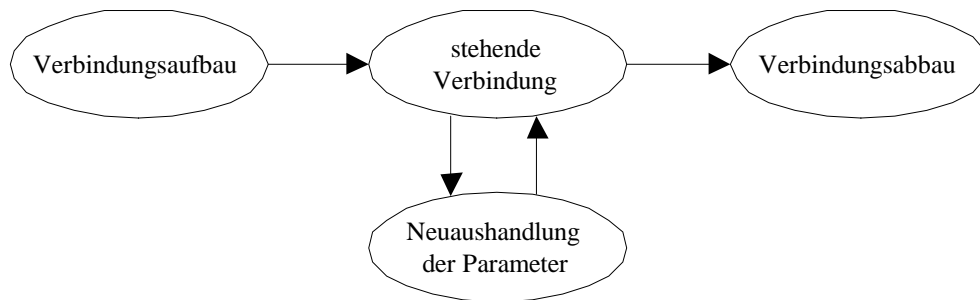 Verbindungsaufbau
stehende
Verbindung
Verbindungsabbau
Neuaushandlung
der Parameter